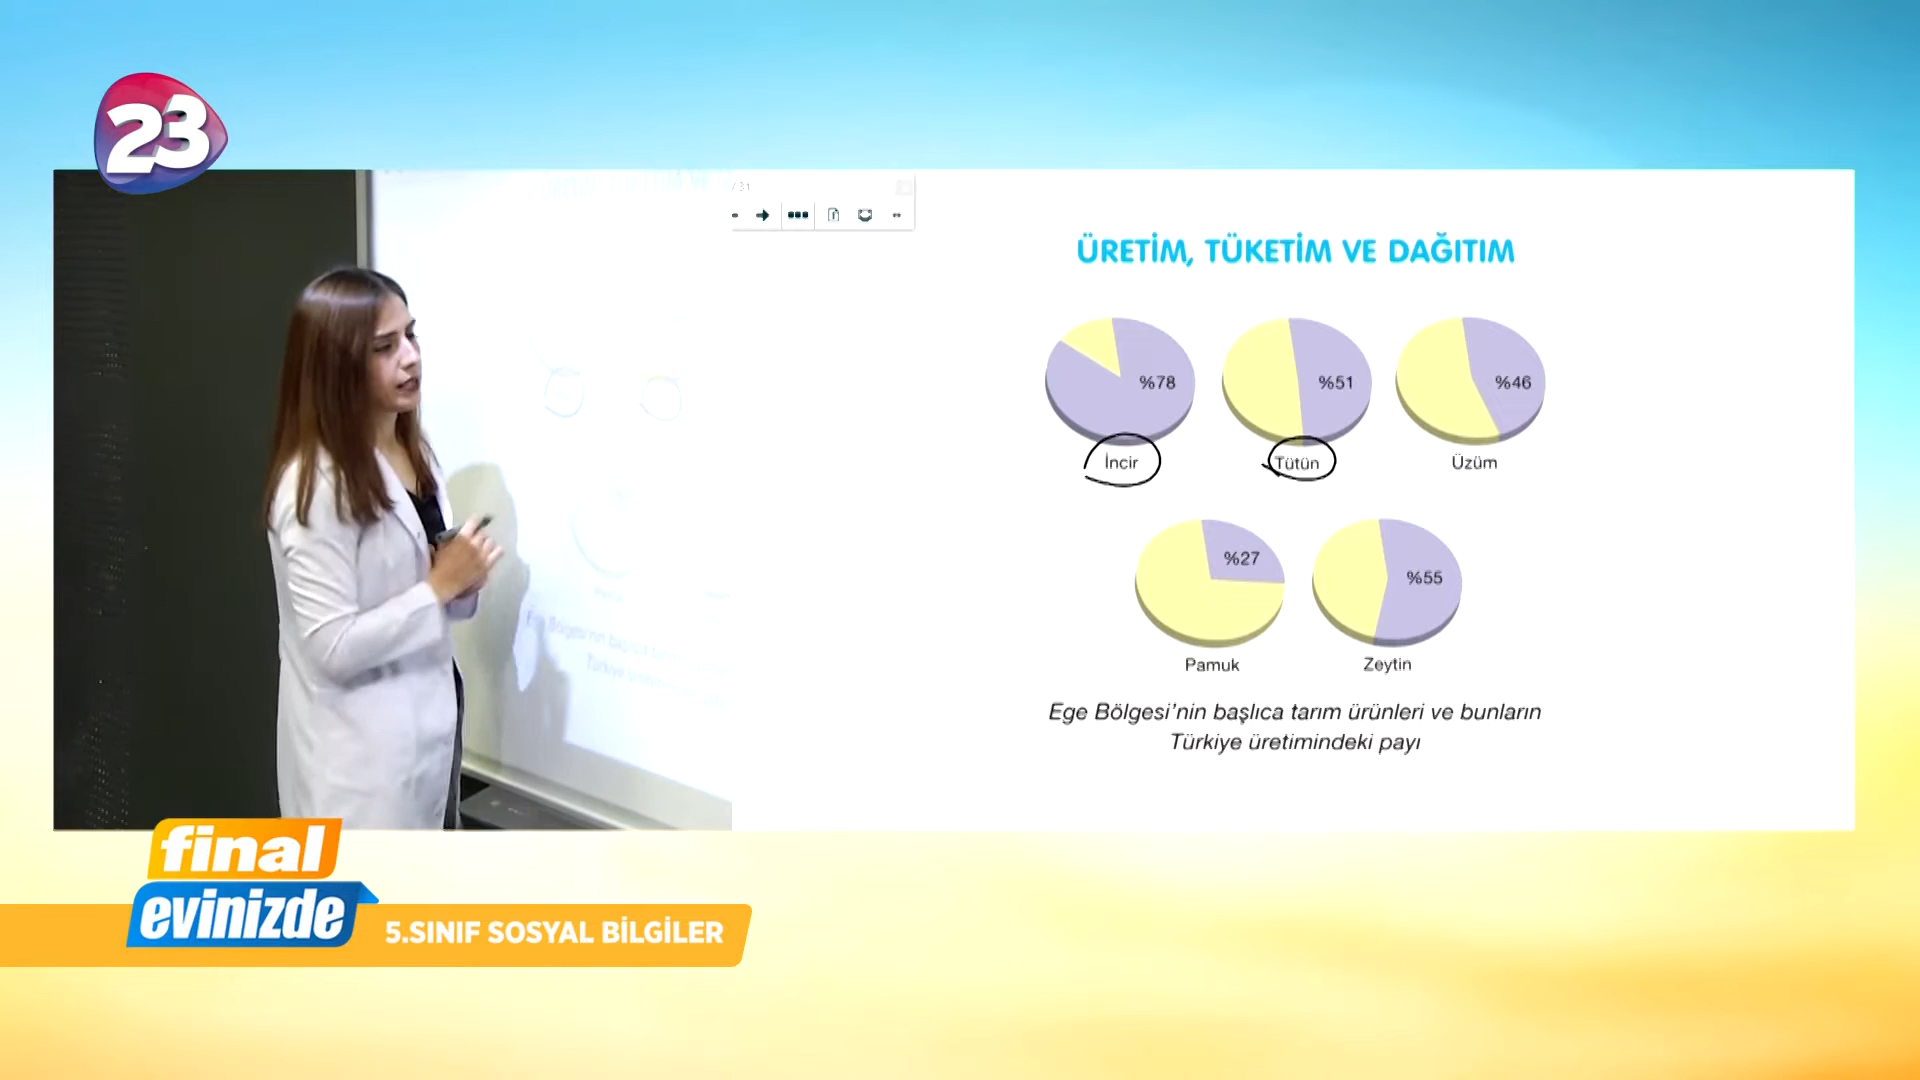 23
/ 31
ÜRETİM, TÜKETİM VE DAĞITIM
%78
%51
%46
İncir
Tütün
Üzüm
%27
%55
Pamuk
Zeytin
Ege Bölgesi'nin başlıca tarım ürünleri ve bunların
Türkiye üretimindeki payı
final
evinizde
5.SINIF SOSYAL BİLGİLER